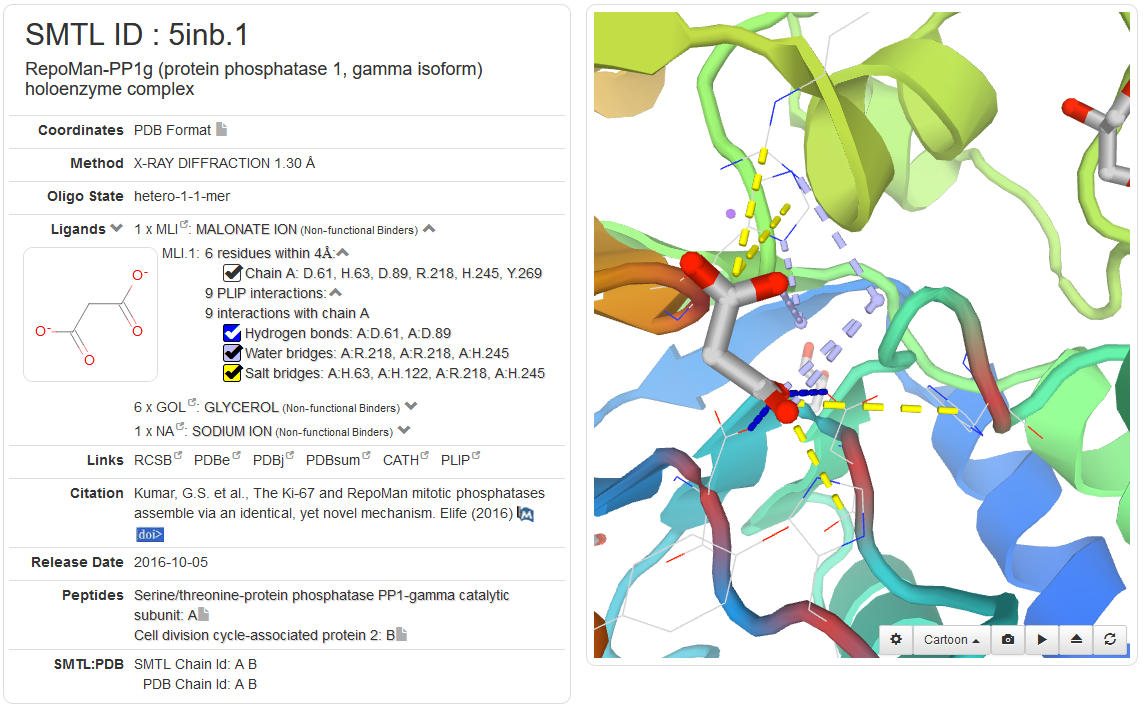 SMTL ID : 5inb.1
RepoMan-PP1g (protein phosphatase 1, gamma isoform)
holoenzyme complex
Coordinates PDB Format
Method X-RAY DIFFRACTION 1.30 Å
Oligo State hetero-1-1-mer
Ligands 1 x MLI: MALONATE ION (Non-functional Binders)
MLI.1: 6 residues within 4Å:
Chain A: D.61, H.63, D.89, R.218, H.245, Y.269
9 PLIP interactions:
9 interactions with chain A
Hydrogen bonds: A:D.61, A:D.89
Water bridges: A:R.218, A:R.218, A:H.245
Salt bridges: A:H.63, A:H.122, A:R.218, A:H.245
O-
O
O-
O
6 x GOL: GLYCEROL (Non-functional Binders)
1 x NA: SODIUM ION (Non-functional Binders)
Links RCSB PDBe PDBj PDBsum CATH PLIP
Citation Kumar, G.S. et al., The Ki-67 and RepoMan mitotic phosphatases
assemble via an identical, yet novel mechanism. Elife (2016) M
doi>
Release Date 2016-10-05
Peptides Serine/threonine-protein phosphatase PP1-gamma catalytic
subunit: A
Cell division cycle-associated protein 2: B
SMTL:PDB SMTL Chain Id: A B
PDB Chain Id: A B
Cartoon